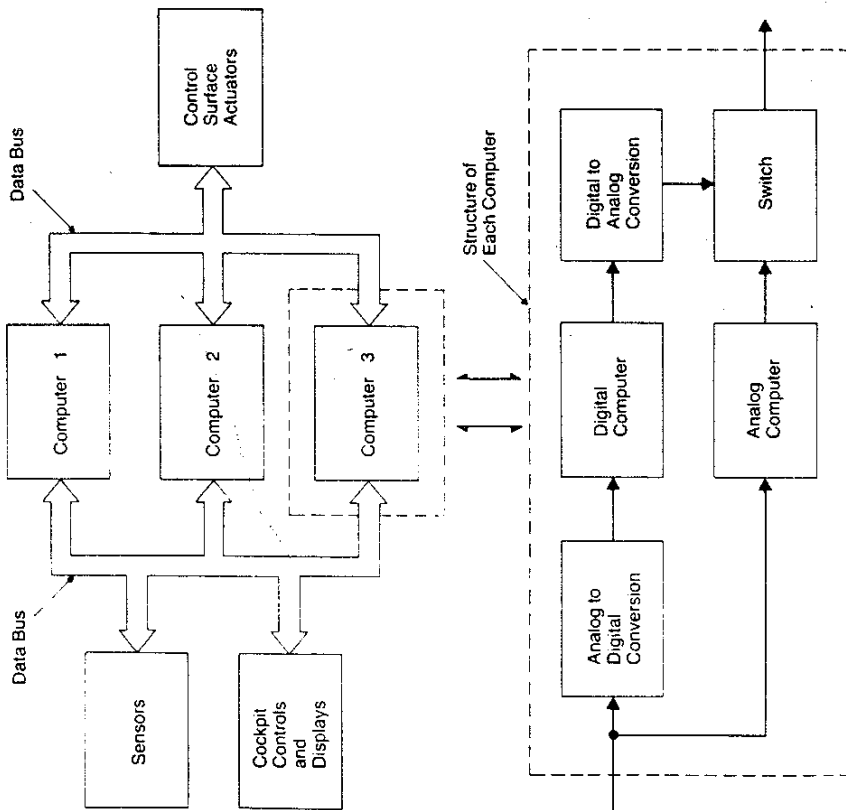 Data Bus
Data Bus
Sensors
Cockpit
Controls
and
Displays
Computer 1
Computer 2
Computer 3
Control
Surface
Actuators
Structure of
Each Computer
Analog to
Digital
Conversion
Digital
Computer
Digital to
Analog
Conversion
Analog
Computer
Switch